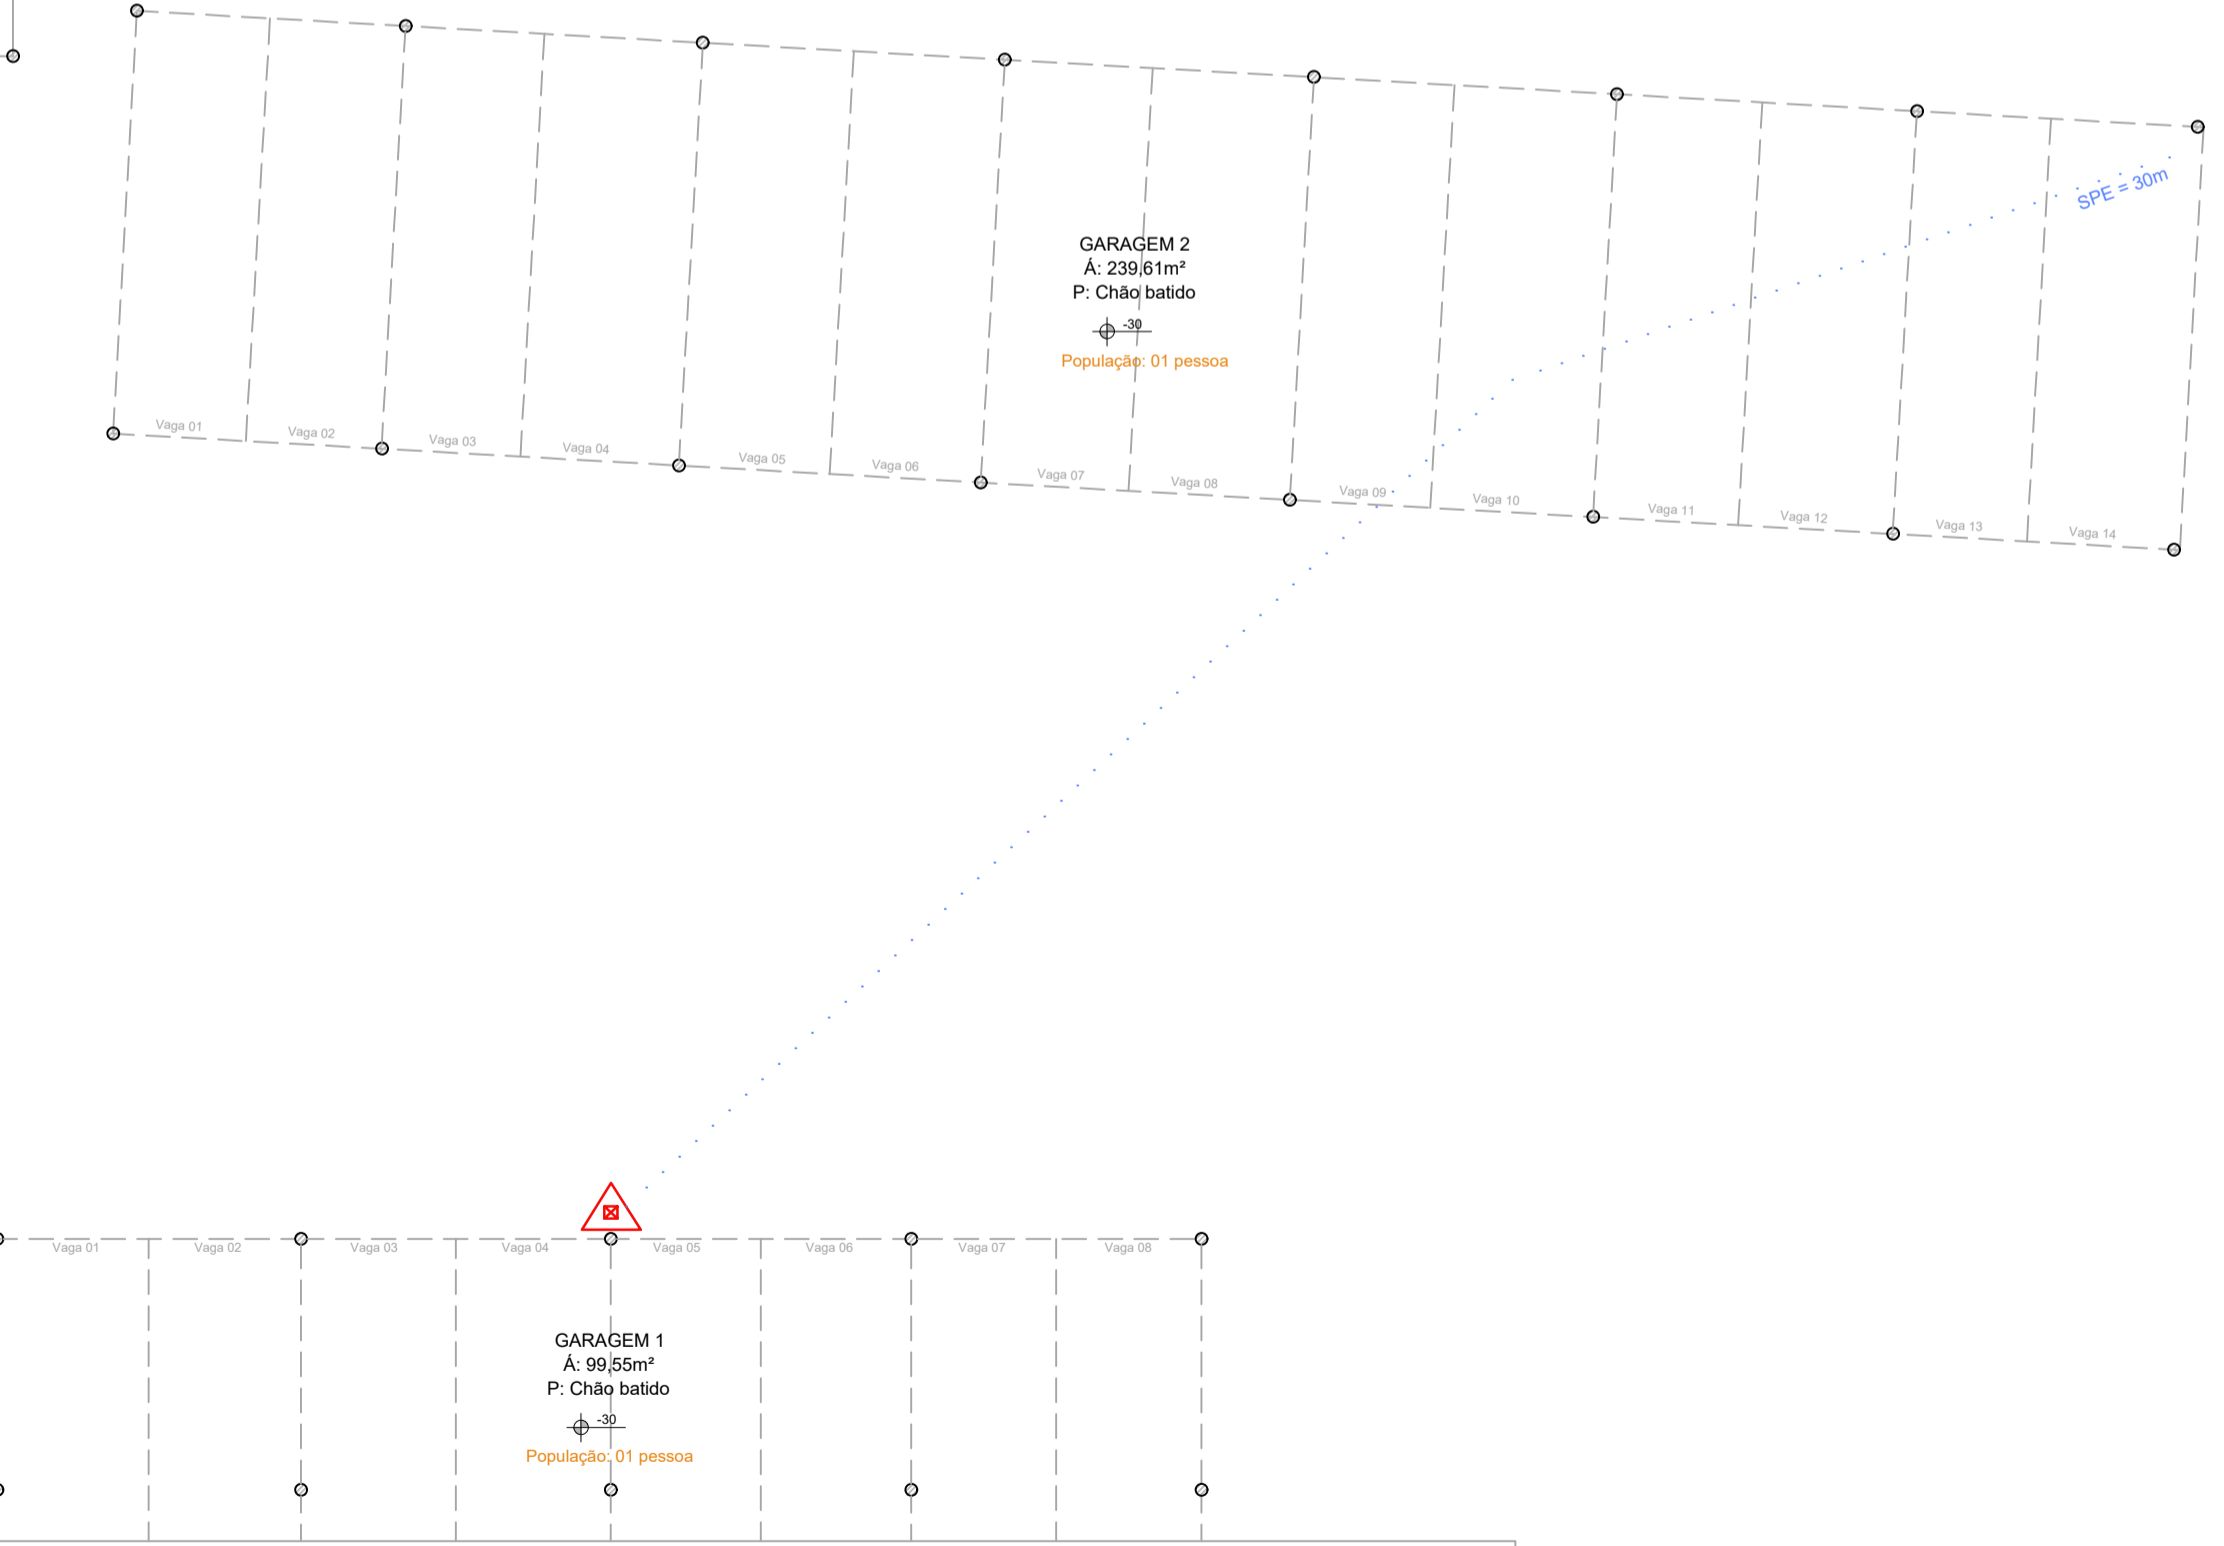 SPE = 30m
GARAGEM 2
Á: 239,61m²
P: Chão batido
-30
População: 01 pessoa
Vaga 01
Vaga 02
Vaga 03
Vaga 04
Vaga 05
Vaga 06
Vaga 07
Vaga 08
Vaga 09
Vaga 10
Vaga 11
Vaga 12
Vaga 13
Vaga 14
Vaga 01
Vaga 02
Vaga 03
Vaga 04
Vaga 05
Vaga 06
Vaga 07
Vaga 08
GARAGEM 1
Á: 99,55m²
P: Chão batido
-30
População: 01 pessoa